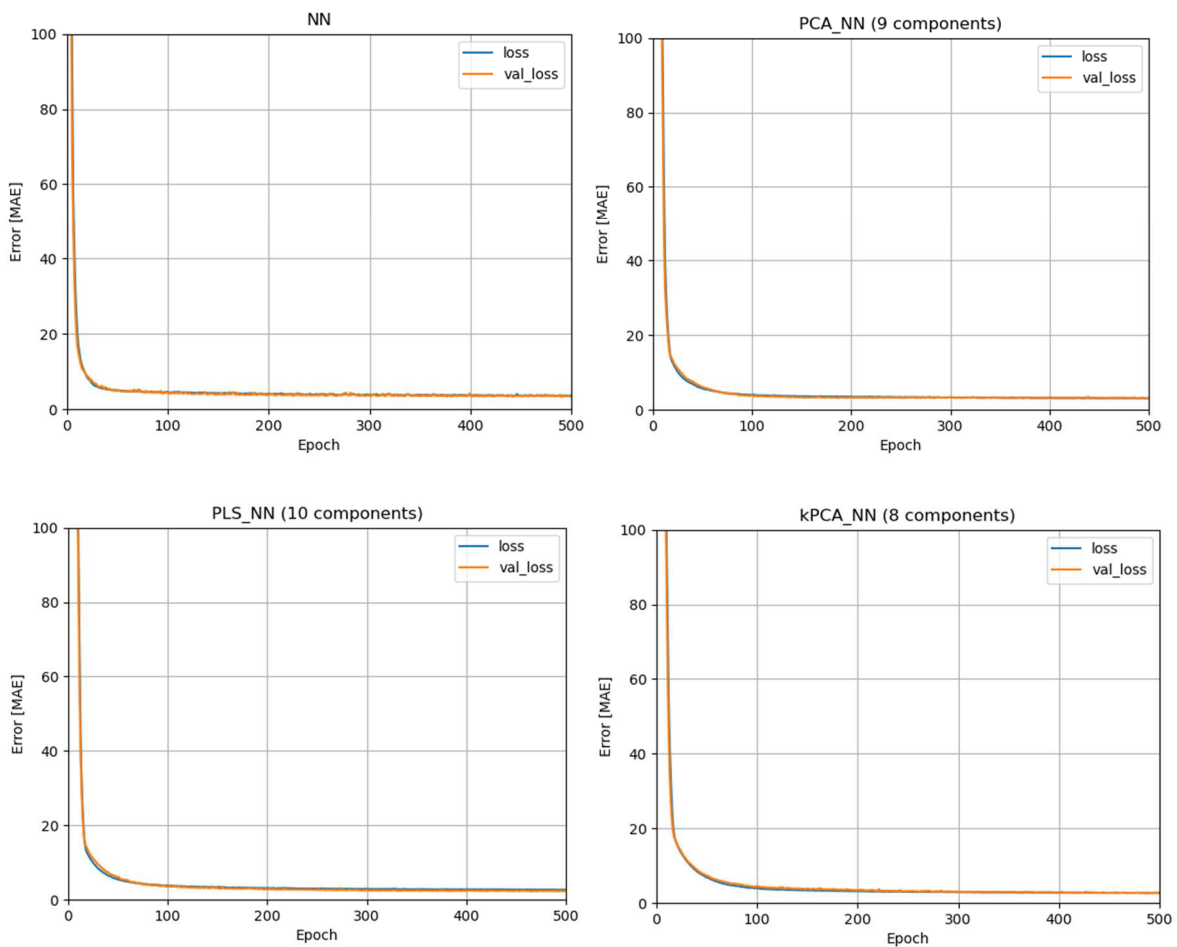 NN
100
80
60
40
20
0
Error [MAE]
loss
val_loss
0 100 200 300 400 500
Epoch
PCA_NN (9 components)
100
80
60
40
20
0
Error [MAE]
loss
val_loss
0 100 200 300 400 500
Epoch
PLS_NN (10 components)
100
80
60
40
20
0
Error [MAE]
loss
val_loss
0 100 200 300 400 500
Epoch
kPCA_NN (8 components)
100
80
60
40
20
0
Error [MAE]
loss
val_loss
0 100 200 300 400 500
Epoch